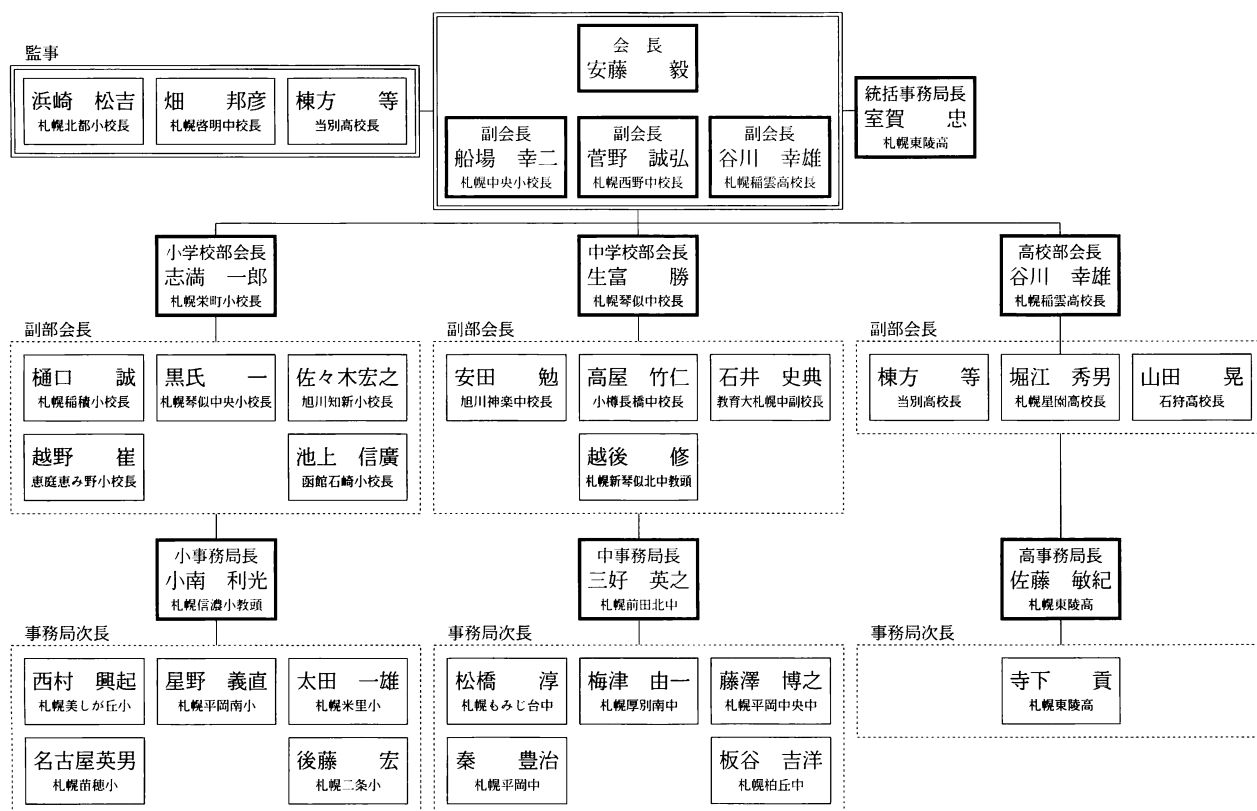 会　長
安藤　毅
監事
浜崎　松吉
札幌北都小校長
畑　邦彦
札幌啓明中校長
棟方　等
当別高校長
統括事務局長
室賀　忠
札幌東陵高
副会長
船場　幸二
札幌中央小校長
副会長
菅野　誠弘
札幌西野中校長
副会長
谷川　幸雄
札幌稲雲高校長
小学校部会長
志満　一郎
札幌栄町小校長
中学校部会長
生富　勝
札幌琴似中校長
高校部会長
谷川　幸雄
札幌稲雲高校長
副部会長
樋口　誠
札幌稲積小校長
黒氏　一
札幌琴似中央小校長
佐々木宏之
旭川知新小校長
越野　崔
恵庭恵み野小校長
池上　信廣
函館石崎小校長
副部会長
安田　勉
旭川神楽中校長
高屋　竹仁
小樽長橋中校長
石井　史典
教育大札幌中副校長
越後　修
札幌新琴似北中教頭
副部会長
棟方　等
当別高校長
堀江　秀男
札幌星園高校長
山田　晃
石狩高校長
小事務局長
小南　利光
札幌信濃小教頭
中事務局長
三好　英之
札幌前田北中
高事務局長
佐藤　敏紀
札幌東陵高
事務局次長
西村　興起
札幌美しが丘小
星野　義直
札幌平岡南小
太田　一雄
札幌米里小
名古屋英男
札幌苗穂小
後藤　宏
札幌二条小
事務局次長
松橋　淳
札幌もみじ台中
梅津　由一
札幌厚別南中
藤澤　博之
札幌平岡中央中
秦　豊治
札幌平岡中
板谷　吉洋
札幌柏丘中
事務局次長
寺下　貢
札幌東陵高